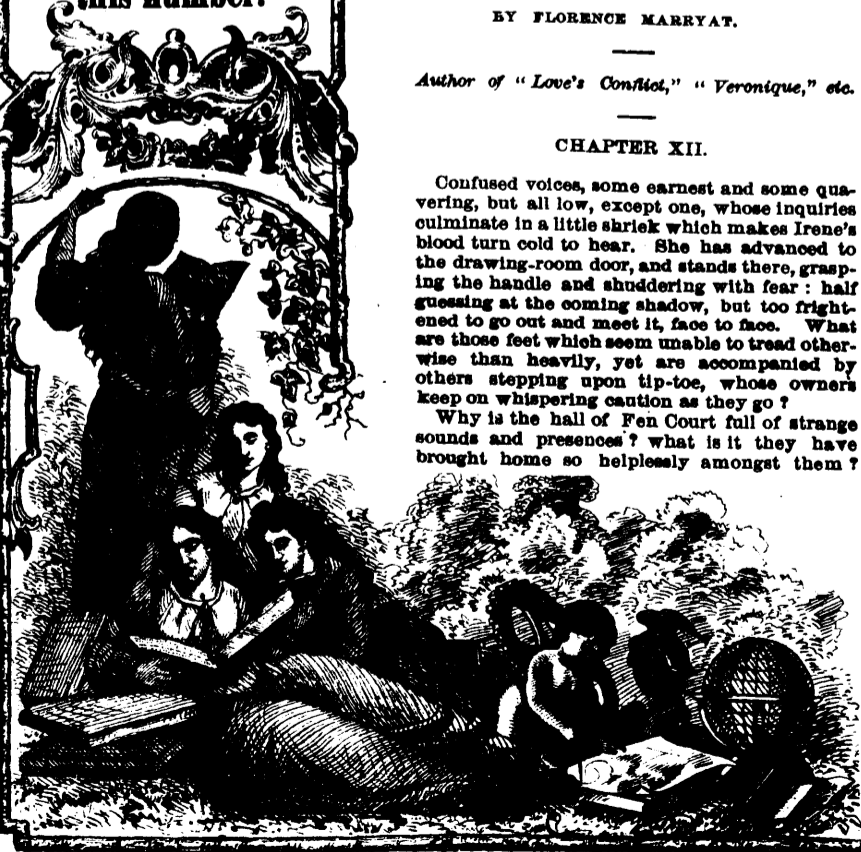 this number.
BY FLORENCE MARRYAT.
Author of "Love's Conflict," "Veronique," etc.
CHAPTER XII.
Confused voices, some earnest and some qua-
vering, but all low, except one, whose inquiries
culminate in a little shriek which makes Irene's
blood turn cold to hear. She has advanced to
the drawing-room door, and stands there, grasp-
ing the handle and shuddering with fear : half
guessing at the coming shadow, but too fright-
ened to go out and meet it, face to face. What
are those feet which seem unable to tread other-
wise than heavily, yet are accompanied by
others stepping upon tip-toe, whose owners
keep on whispering caution as they go ?
Why is the hall of Fen Court full of strange
sounds and presences ? what is it they have
brought home so helplessly amongst them ?